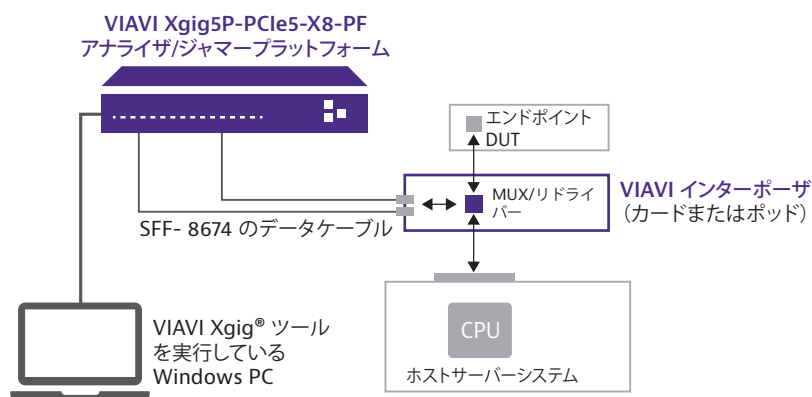 VIAVI Xgig5P-PCIe5-X8-PF
アナライザ/ジャマープラットフォーム
エンドポイント
DUT
MUX/リドライ
バー
VIAVI インターポーザ
(カードまたはポッド)
SFF- 8674 のデータケーブル
VIAVI Xgig® ツール
を実行している
Windows PC
CPU
ホストサーバーシステム